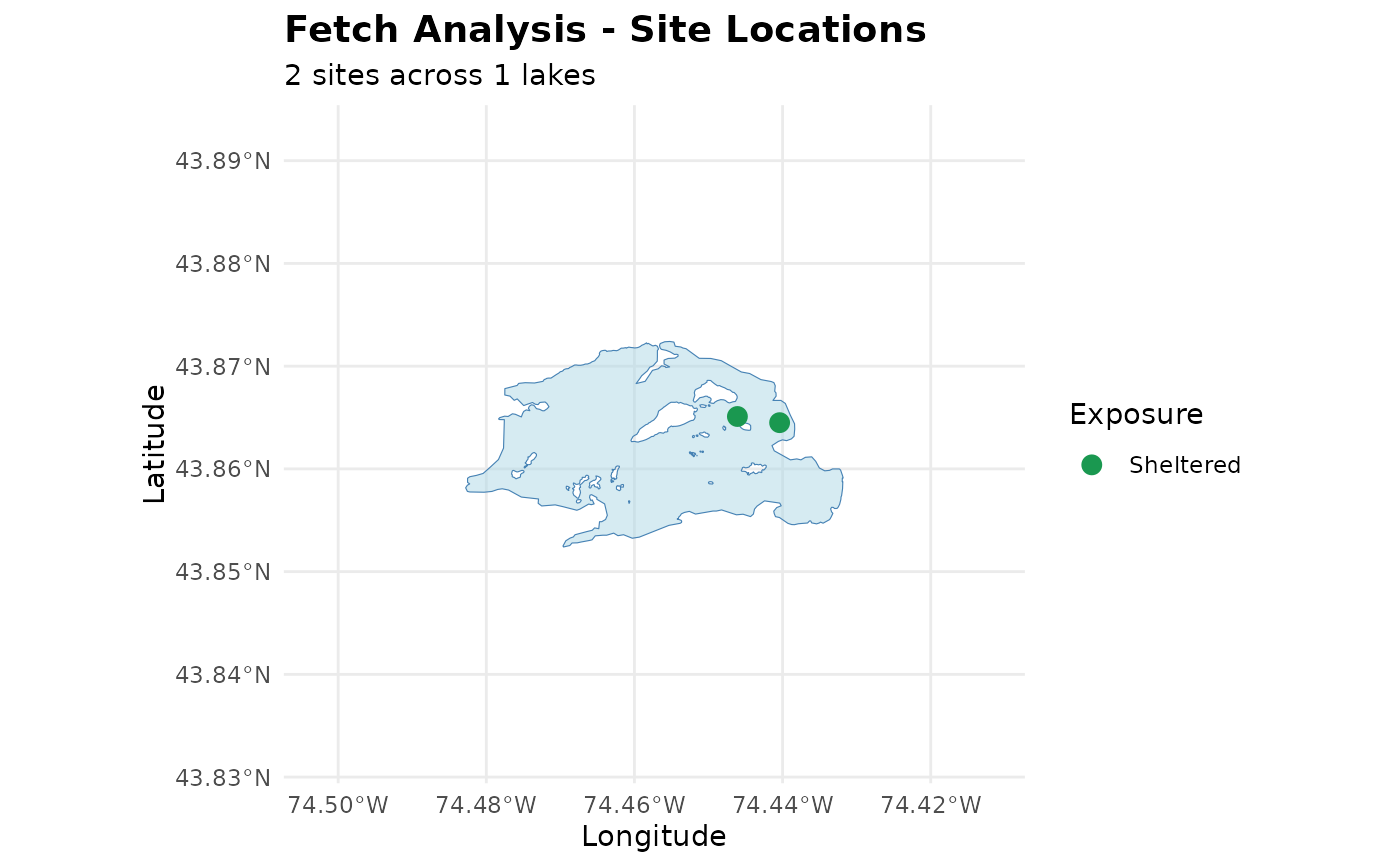 Fetch Analysis - Site Locations
2 sites across 1 lakes
43.89°N
43.88°N
43.87°N
43.86°N
43.85°N
43.84°N
43.83°N
Latitude
74.50°W 74.48°W 74.46°W 74.44°W 74.42°W
Longitude
Exposure
Sheltered